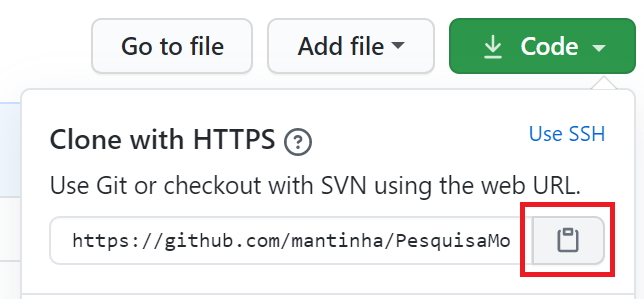 Go to file Add file Code
Clone with HTTPS Use SSH
Use Git or checkout with SVN using the web URL.
https://github.com/mantinha/PesquisaMo